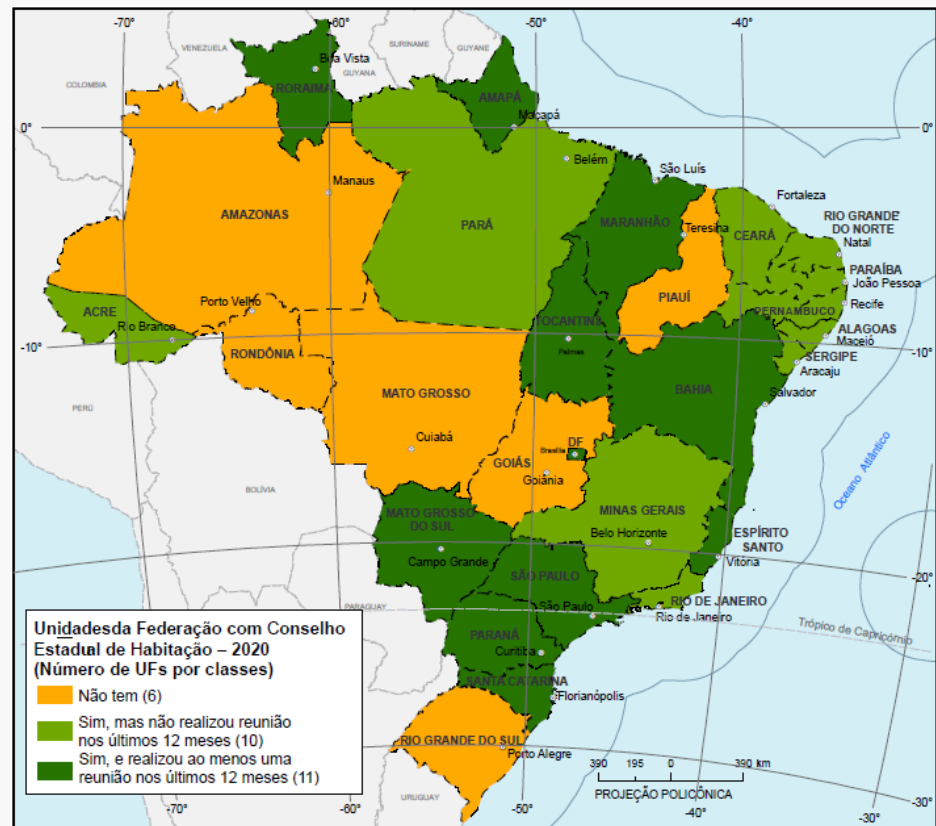 -70°
-60°
-50°
-40°
VENEZUELA
SURINAME
GUYANE
GUYANA
COLOMBIA
Boa Vista
RORAIMA
AMAPÁ
Macapá
0°
0°
Belém
São Luís
Manaus
Fortaleza
AMAZONAS
PARÁ
MARANHÃO
Teresina
CEARÁ
RIO GRANDE
DO NORTE
Natal
PARAÍBA
João Pessoa
PIAUÍ
Porto Velho
ACRE
Rio Branco
TOCANTINS
Palmas
PERNAMBUCO
Recife
ALAGOAS
Maceió
-10°
-10°
RONDÔNIA
SERGIPE
Aracaju
MATO GROSSO
BAHIA
Salvador
PERÚ
Cuiabá
DF
Brasília
GOIÁS
Goiânia
BOLÍVIA
Oceano Atlântico
MATO GROSSO
DO SUL
MINAS GERAIS
Belo Horizonte
ESPÍRITO
SANTO
Vitória
Campo Grande
SÃO PAULO
-20°
PARAGUAY
São Paulo
RIO DE JANEIRO
Rio de Janeiro
Trópico de Capricórnio
PARANÁ
Curitiba
SANTA CATARINA
Florianópolis
RIO GRANDE DO SUL
Porto Alegre
URUGUAY
Unidadesda Federação com Conselho
Estadual de Habitação – 2020
(Número de UFs por classes)
Não tem (6)
Sim, mas não realizou reunião
nos últimos 12 meses (10)
Sim, e realizou ao menos uma
reunião nos últimos 12 meses (11)
390 195 0 390 km
PROJEÇÃO POLICÔNICA
-70°
-60°
-50°
-40°
-30°
-30°